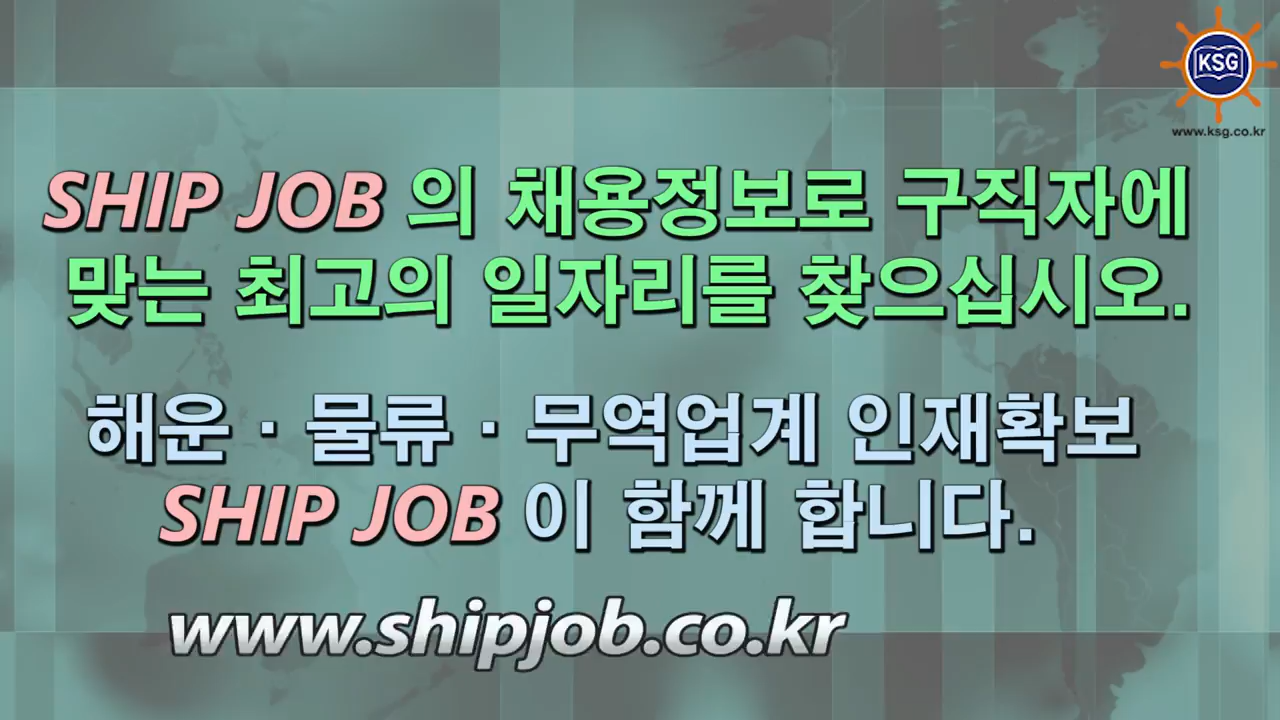 KSG
www.ksg.co.kr
SHIP JOB 의 채용정보로 구직자에
맞는 최고의 일자리를 찾으십시오.
해운 · 물류 · 무역업계 인재확보
SHIP JOB 이 함께 합니다.
www.shipjob.co.kr